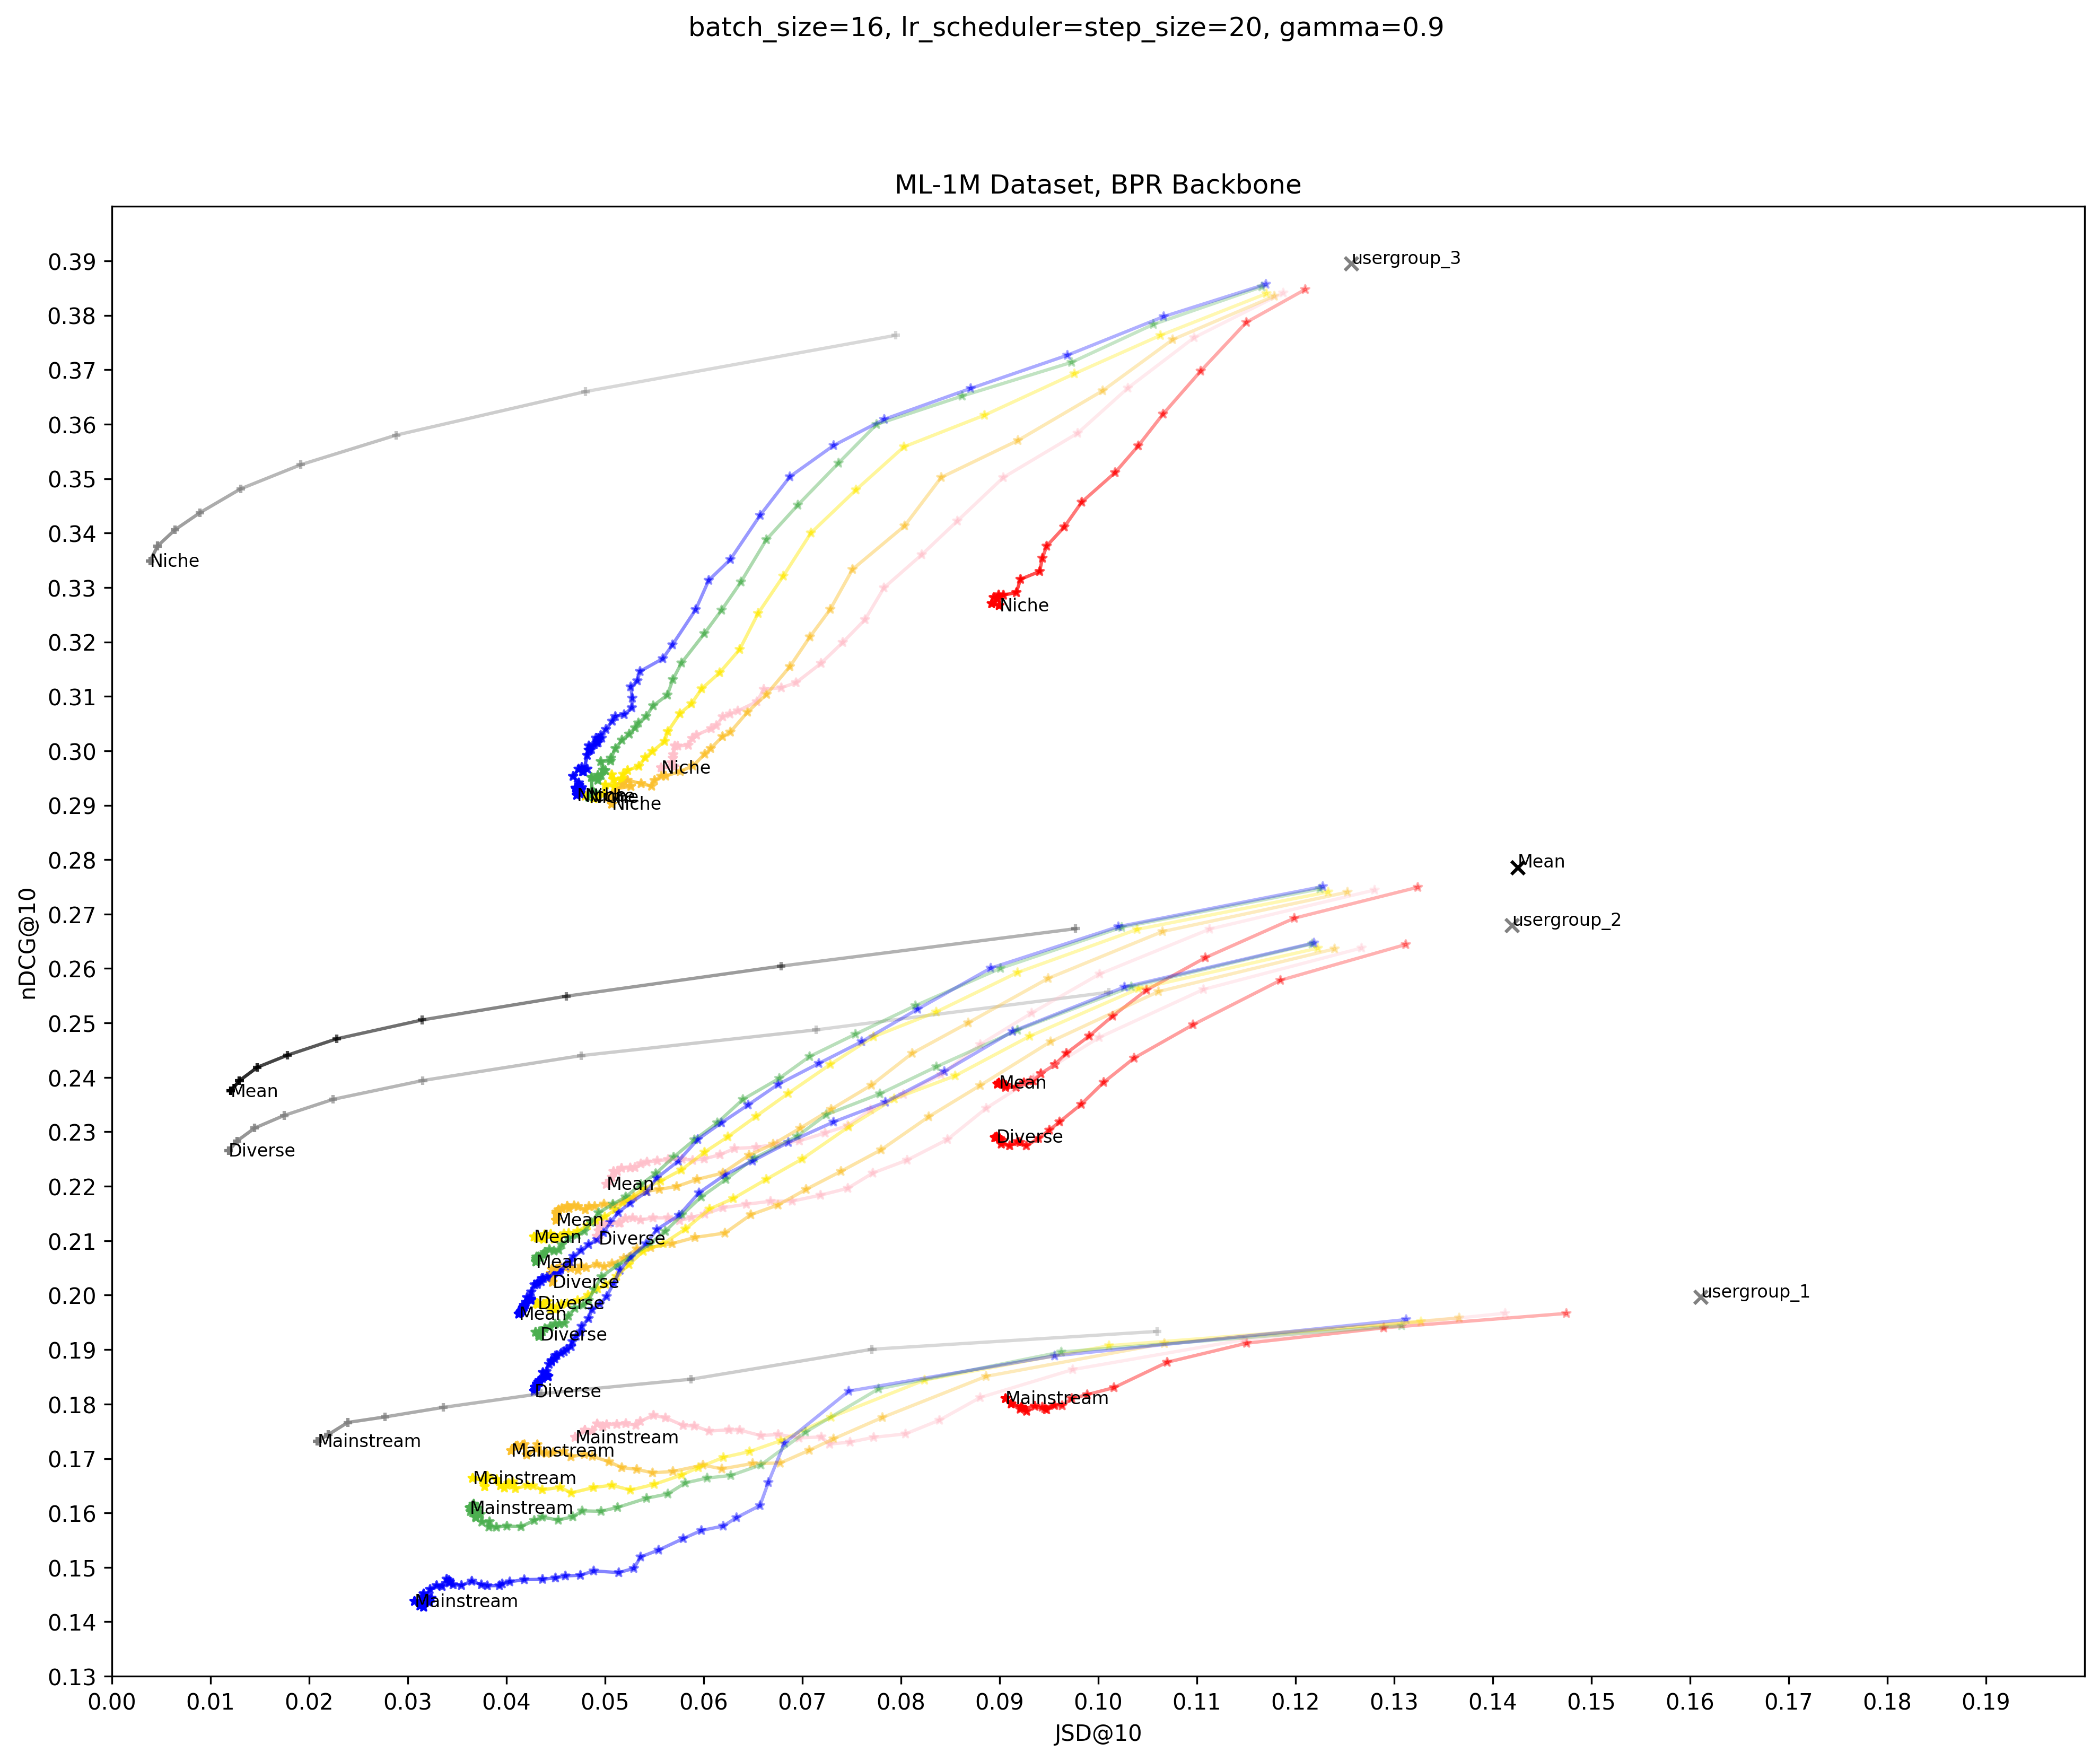 batch_size=16, lr_scheduler=step_size=20, gamma=0.9
ML-1M Dataset, BPR Backbone
nDCG@10
0.39
usergroup_3
0.38
0.37
0.36
0.35
0.34
Niche
0.33
Niche
0.32
0.31
0.30
Niche
0.29
Niche
Niche
Niche
Niche
0.28
Mean
0.27
usergroup_2
0.26
0.25
0.24
Mean
Mean
0.23
Diverse
Diverse
0.22
Mean
Mean
0.21
Mean
Diverse
Mean
Diverse
0.20
usergroup_1
Diverse
Mean
Diverse
0.19
Diverse
0.18
Mainstream
Mainstream
Mainstream
Mainstream
0.17
Mainstream
0.16
Mainstream
0.15
Mainstream
0.14
0.13
0.00 0.01 0.02 0.03 0.04 0.05 0.06 0.07 0.08 0.09 0.10 0.11 0.12 0.13 0.14 0.15 0.16 0.17 0.18 0.19
JSD@10